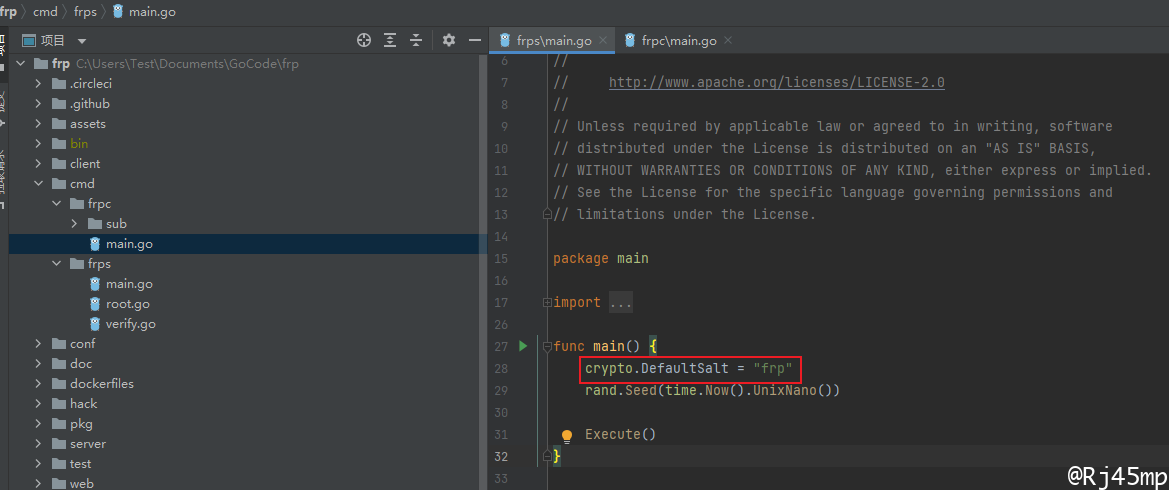 frp cmd frps main.go
项目
frps\main.go
frpc\main.go
frp C:\Users\Test\Documents\GoCode\frp
.circleci
.github
assets
bin
client
cmd
frpc
sub
main.go
frps
main.go
root.go
verify.go
conf
doc
dockerfiles
hack
pkg
server
test
web
6 //
7 // http://www.apache.org/licenses/LICENSE-2.0
8 //
9 // Unless required by applicable law or agreed to in writing, software
10 // distributed under the License is distributed on an "AS IS" BASIS,
11 // WITHOUT WARRANTIES OR CONDITIONS OF ANY KIND, either express or implied.
12 // See the License for the specific language governing permissions and
13 // limitations under the License.
14
15 package main
16
17 import ...
26
27 func main() {
28 crypto.DefaultSalt = "frp"
29 rand.Seed(time.Now().UnixNano())
30
31 Execute()
32 }
33
@Rj45mp